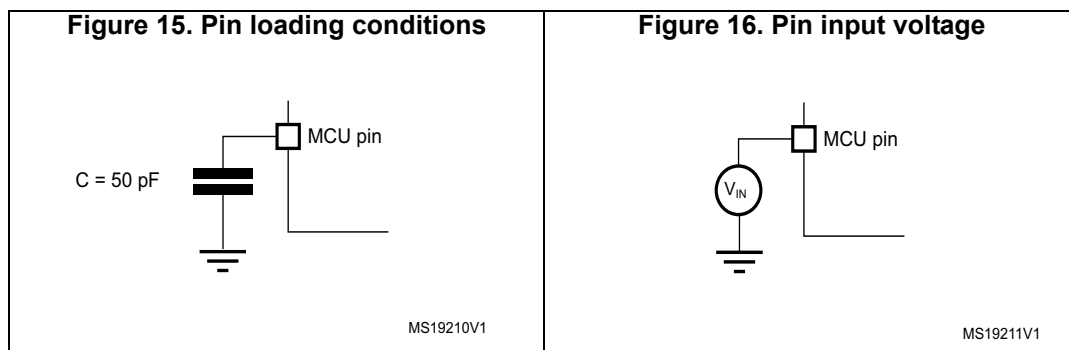 Figure 15. Pin loading conditions
MCU pin
C = 50 pF
MS19210V1
Figure 16. Pin input voltage
MCU pin
VIN
MS19211V1